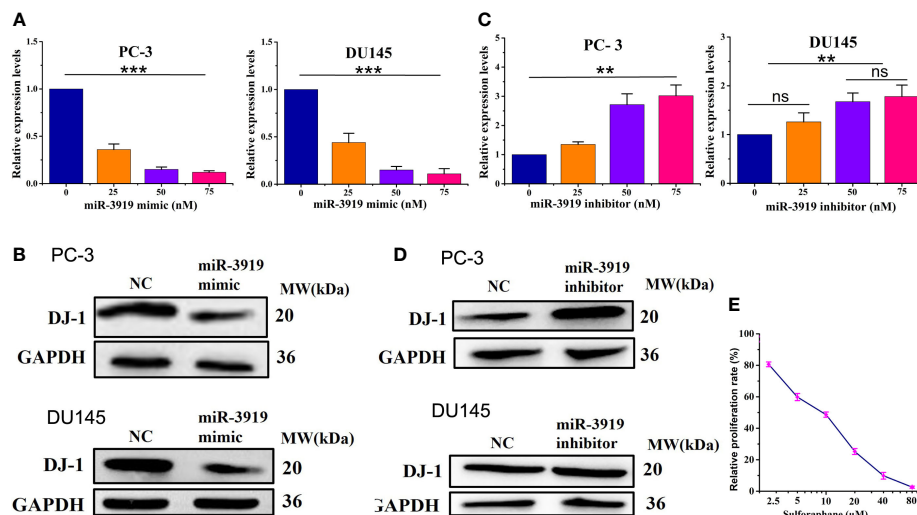 A
PC-3
***
Relative expression levels
1.0
0.5
0.0
0
25
50
75
miR-3919 mimic (nM)
DU145
***
Relative expression levels
1.0
0.5
0.0
0
25
50
75
miR-3919 mimic (nM)
C
PC- 3
**
Relative expression levels
5
4
3
2
1
0
0
25
50
75
miR-3919 inhibitor (nM)
DU145
**
ns
ns
Relative expression levels
3
2
1
0
0
25
50
75
miR-3919 inhibitor (nM)
B
PC-3
NC
miR-3919
mimic
MW(kDa)
DJ-1
20
GAPDH
36
DU145
NC
miR-3919
mimic
MW(kDa)
DJ-1
20
GAPDH
36
D
PC-3
NC
miR-3919
inhibitor
MW(kDa)
DJ-1
20
GAPDH
36
DU145
NC
miR-3919
inhibitor
MW(kDa)
DJ-1
20
GAPDH
36
E
Relative proliferation rate (%)
100
80
60
40
20
0
2.5
5
10
20
40
80
Sulforaphane (μM)